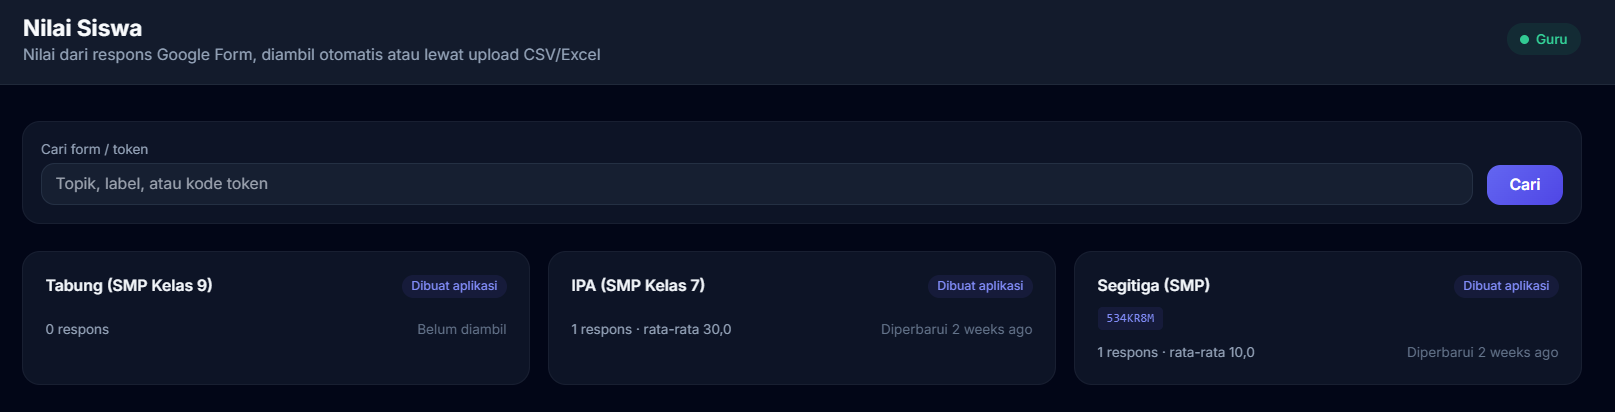 Nilai Siswa
Nilai dari respons Google Form, diambil otomatis atau lewat upload CSV/Excel
Guru
Cari form / token
Topik, label, atau kode token
Cari
Tabung (SMP Kelas 9)
Dibuat aplikasi
0 respons
Belum diambil
IPA (SMP Kelas 7)
Dibuat aplikasi
1 respons · rata-rata 30,0
Diperbarui 2 weeks ago
Segitiga (SMP)
Dibuat aplikasi
534KR8M
1 respons · rata-rata 10,0
Diperbarui 2 weeks ago